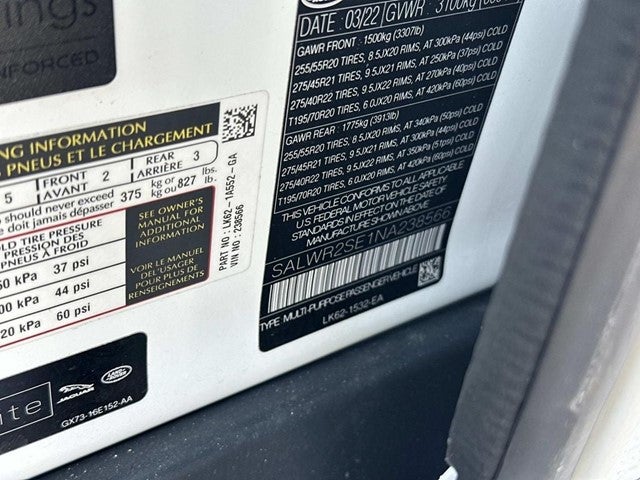 ings
NFORCED
NG INFORMATION
PNEUS ET LE CHARGEMENT
5 FRONT AVANT 2 REAR ARRIÈRE 3
should never exceed
e doit jamais dépasser 375 kg or kg ou 827 lbs. lb.
LD TIRE PRESSURE
PRESSION DES
PNEUS À FROID
50 kPa 37 psi
00 kPa 44 psi
20 kPa 60 psi
SEE OWNER'S
MANUAL FOR
ADDITIONAL
INFORMATION
VOIR LE MANUEL
DE L'USAGER
POUR PLUS DE
RENSEIGNEMENTS
PART NO : LK62-1A552-GA
VIN NO : 238566
ite
JAGUAR
LAND ROVER
GX73-16E152-AA
DATE : 03/22 GVWR : 3100kg
GAWR FRONT : 1500kg (3307lb)
255/55R20 TIRES, 8.5JX20 RIMS, AT 300kPa (44psi) COLD
275/45R21 TIRES, 9.5JX21 RIMS, AT 250kPa (37psi) COLD
275/40R22 TIRES, 9.5JX22 RIMS, AT 270kPa (40psi) COLD
T195/70R20 TIRES, 6.0JX20 RIMS, AT 420kPa (60psi) COLD
GAWR REAR : 1775kg (3913lb)
255/55R20 TIRES, 8.5JX20 RIMS, AT 340kPa (50psi) COLD
275/45R21 TIRES, 9.5JX21 RIMS, AT 300kPa (44psi) COLD
275/40R22 TIRES, 9.5JX22 RIMS, AT 350kPa (51psi) COLD
T195/70R20 TIRES, 6.0JX20 RIMS, AT 420kPa (60psi) COLD
THIS VEHICLE CONFORMS TO ALL APPLICABLE
U.S. FEDERAL MOTOR VEHICLE SAFETY
STANDARDS IN EFFECT ON THE DATE OF
MANUFACTURE SHOWN ABOVE.
SALWR2SE1NA238566
TYPE: MULTI-PURPOSE PASSENGER VEHICLE
LK62-1532-EA